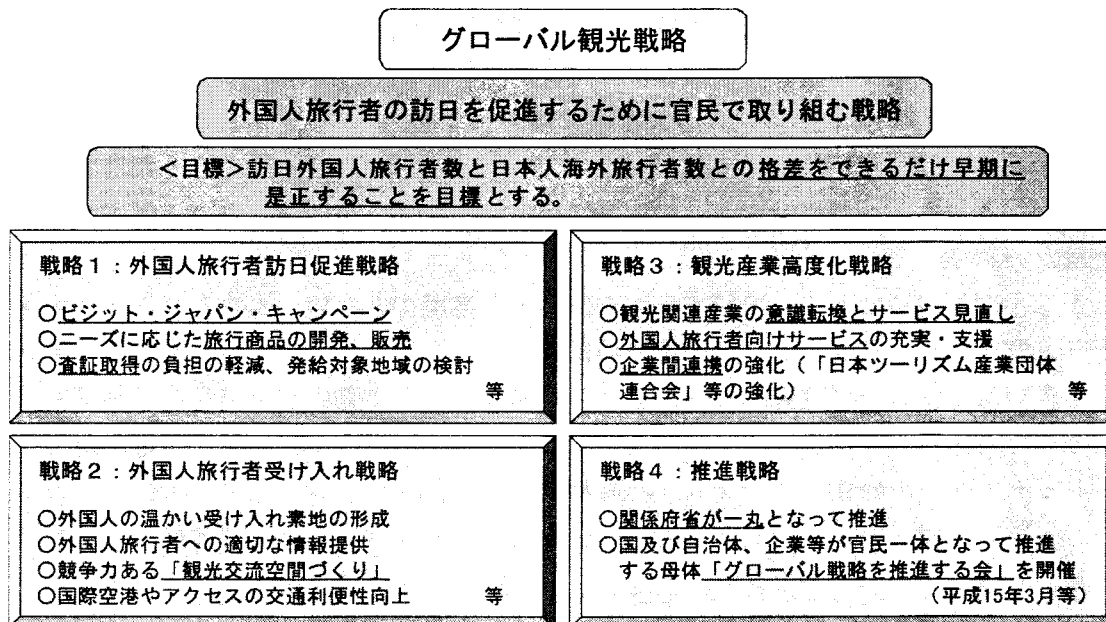 グローバル観光戦略
外国人旅行者の訪日を促進するために官民で取り組む戦略
＜目標＞訪日外国人旅行者数と日本人海外旅行者数との格差をできるだけ早期に
是正することを目標とする。
戦略１：外国人旅行者訪日促進戦略
○ビジット・ジャパン・キャンペーン
○ニーズに応じた旅行商品の開発、販売
○査証取得の負担の軽減、発給対象地域の検討
等
戦略２：外国人旅行者受け入れ戦略
○外国人の温かい受け入れ素地の形成
○外国人旅行者への適切な情報提供
○競争力ある「観光交流空間づくり」
○国際空港やアクセスの交通利便性向上　等
戦略３：観光産業高度化戦略
○観光関連産業の意識転換とサービス見直し
○外国人旅行者向けサービスの充実・支援
○企業間連携の強化（「日本ツーリズム産業団体
連合会」等の強化）　等
戦略４：推進戦略
○関係府省が一丸となって推進
○国及び自治体、企業等が官民一体となって推進
する母体「グローバル戦略を推進する会」を開催
（平成15年3月等）